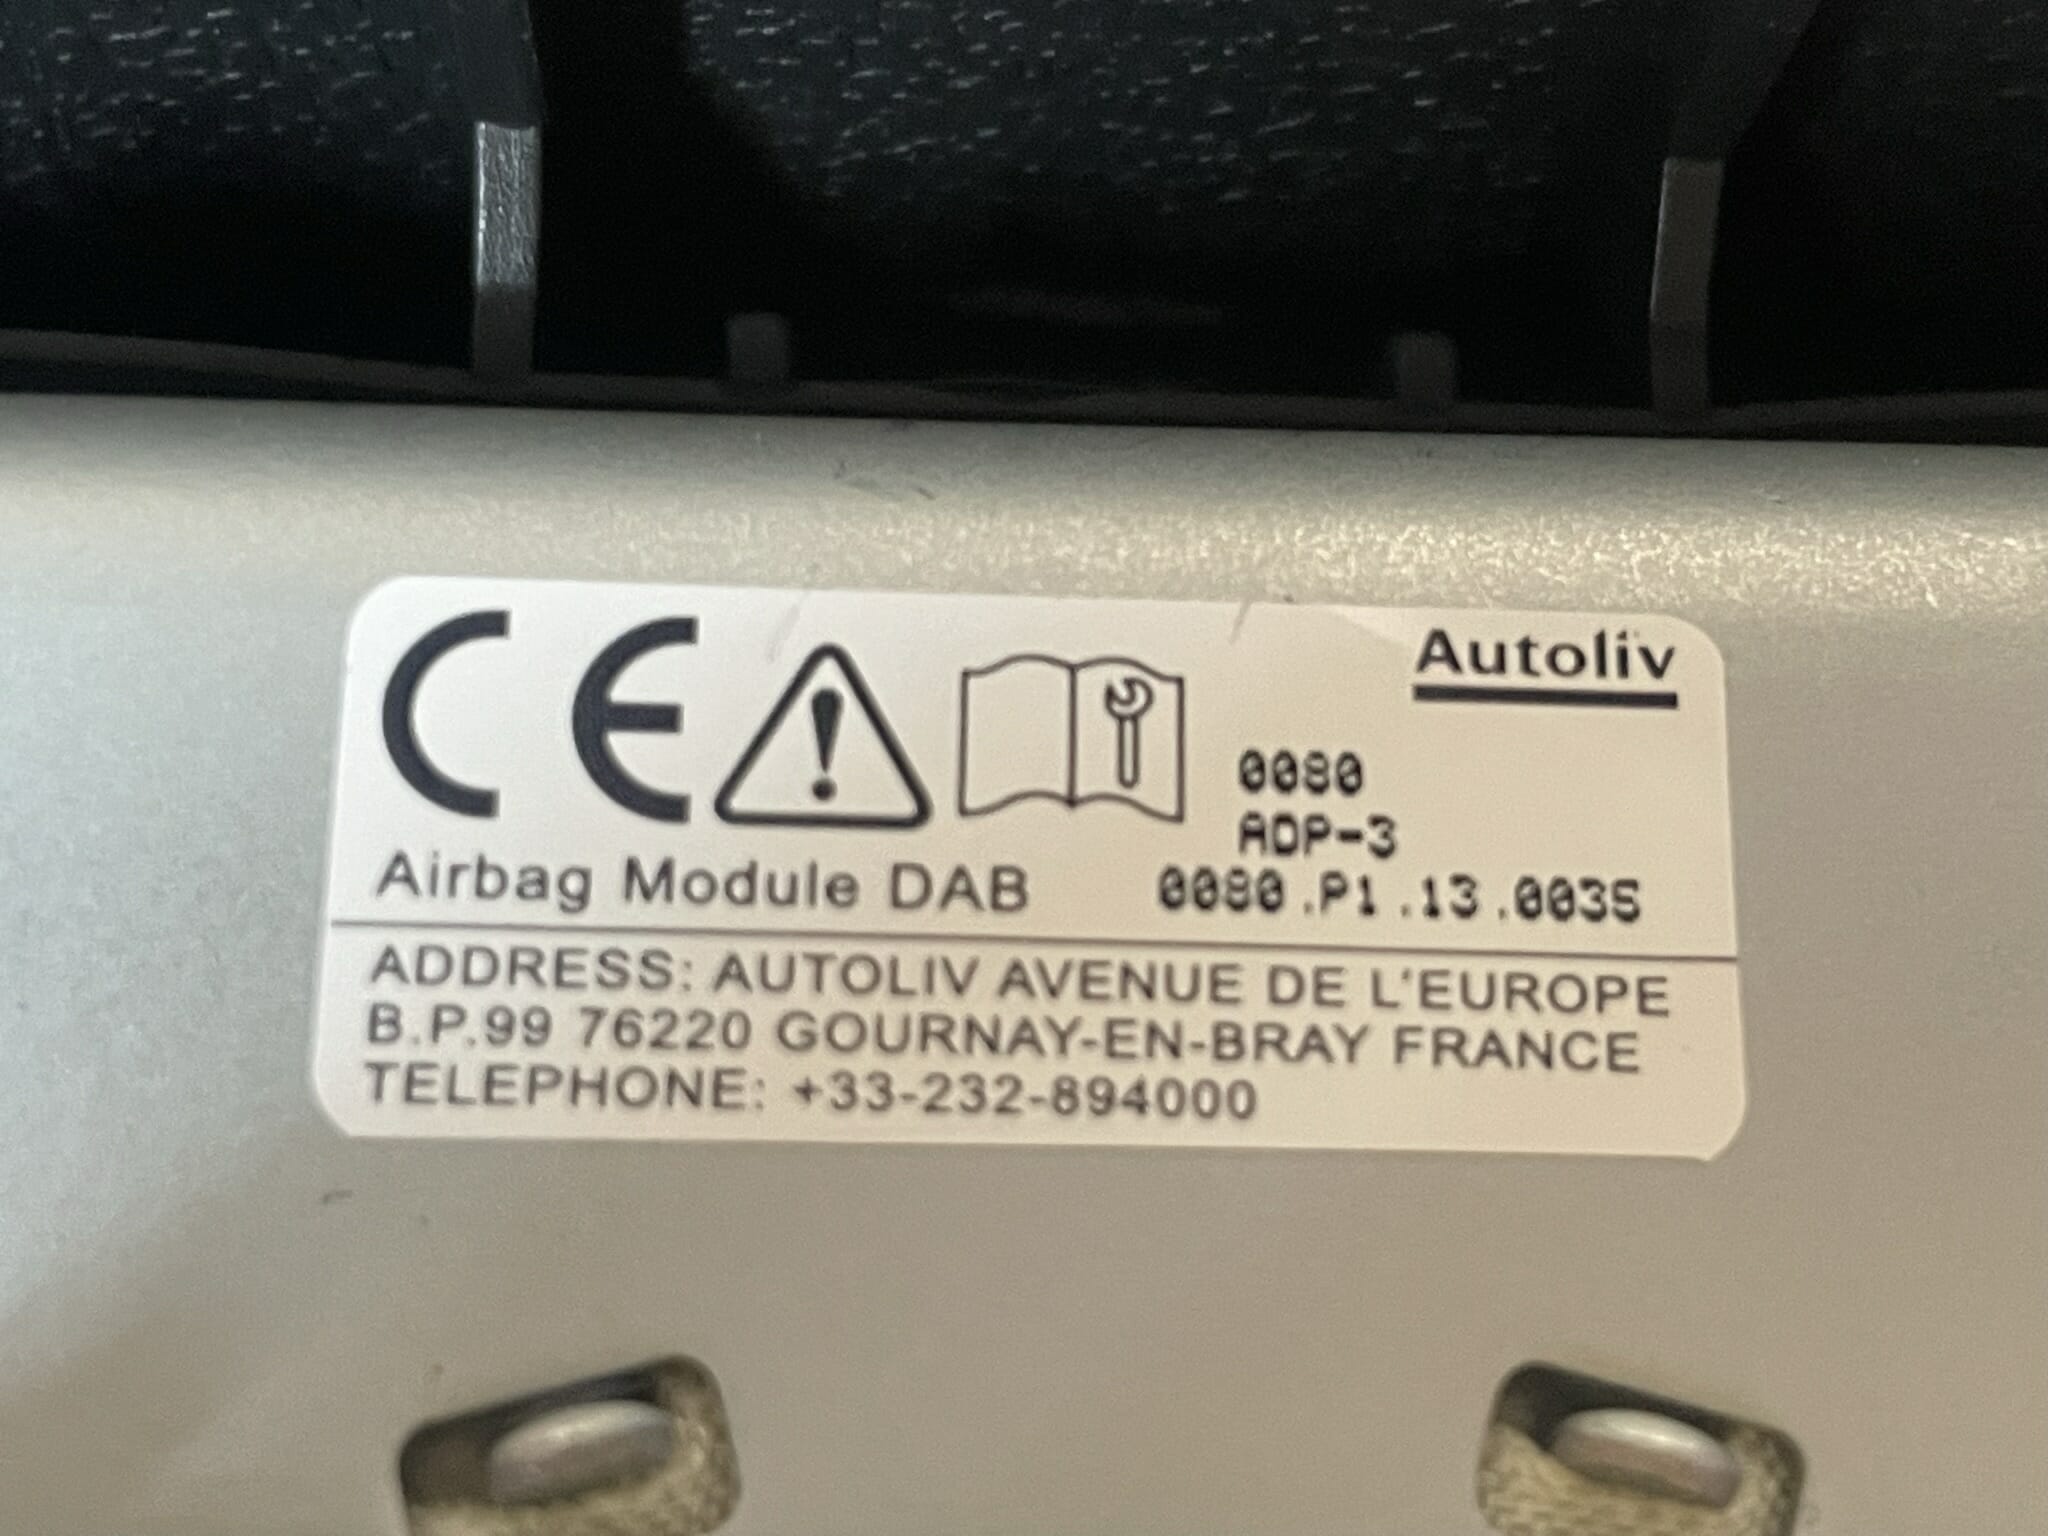 CE
Autoliv
0080
ADP-3
Airbag Module DAB 0080.P1.13.0035
ADDRESS: AUTOLIV AVENUE DE L'EUROPE
B.P.99 76220 GOURNAY-EN-BRAY FRANCE
TELEPHONE: +33-232-894000